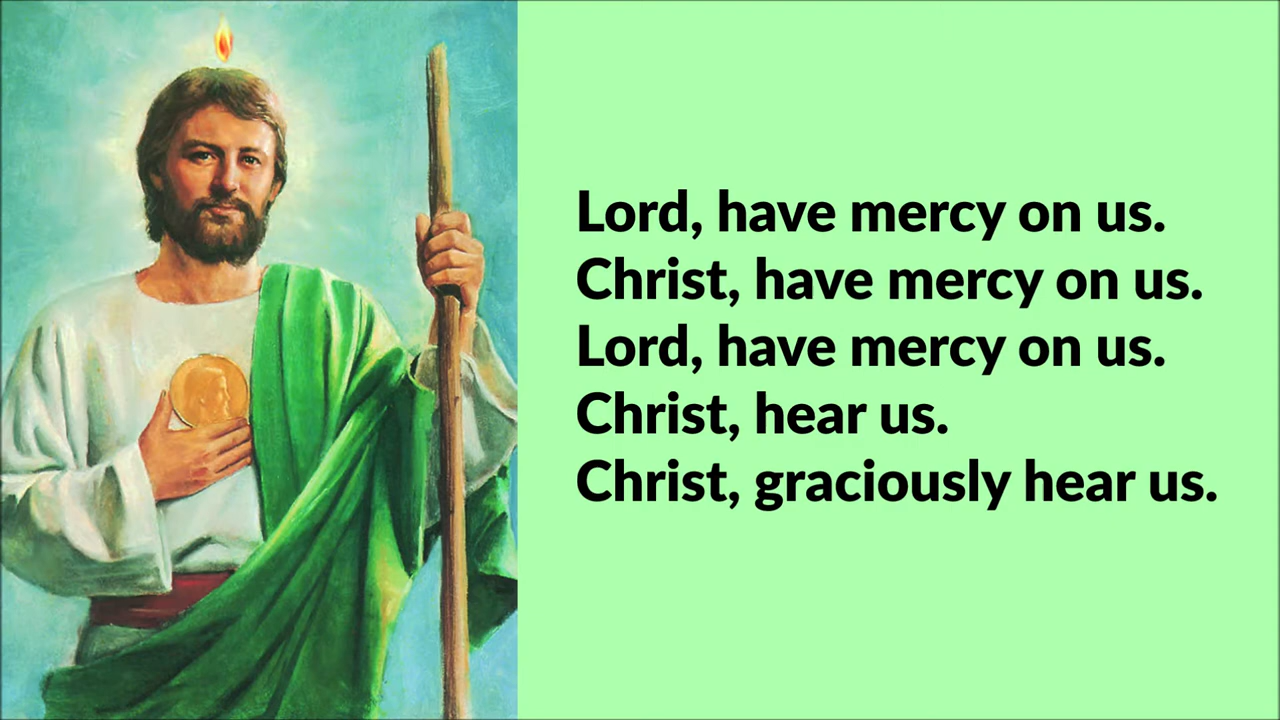 Lord, have mercy on us.
Christ, have mercy on us.
Lord, have mercy on us.
Christ, hear us.
Christ, graciously hear us.